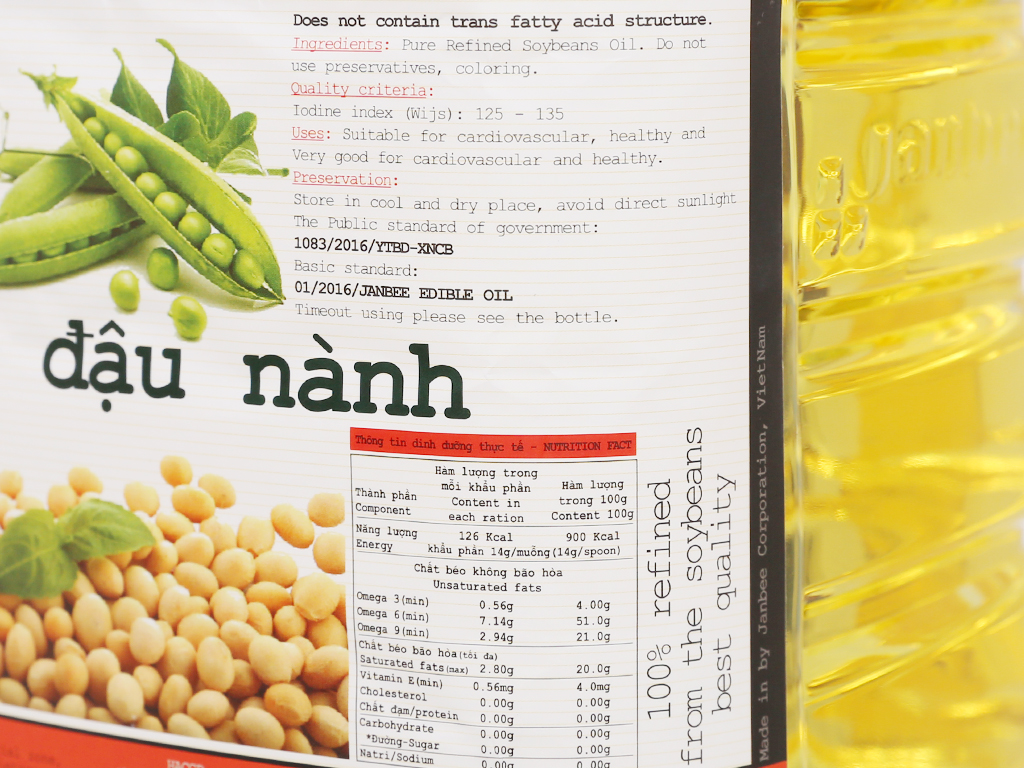 Does not contain trans fatty acid structure.
Ingredients: Pure Refined Soybeans Oil. Do not
use preservatives, coloring.
Quality criteria:
Iodine index (Wijs): 125 - 135
Uses: Suitable for cardiovascular, healthy and
Very good for cardiovascular and healthy.
Preservation:
Store in cool and dry place, avoid direct sunlight
The Public standard of government:
1083/2016/YTBD-XNCB
Basic standard:
01/2016/JANBEE EDIBLE OIL
Timeout using please see the bottle.
đậu nành
Thông tin dinh dưỡng thực tế - NUTRITION FACT
Thành phần
Component
Hàm lượng trong
mỗi khẩu phần
Content in
each ration
Hàm lượng
trong 100g
Content 100g
Năng lượng
Energy
126 Kcal 900 Kcal
khẩu phần 14g/muỗng(14g/spoon)
Chất béo không bão hòa
Unsaturated fats
Omega 3(min) 0.56g 4.00g
Omega 6(min) 7.14g 51.0g
Omega 9(min) 2.94g 21.0g
Chất béo bão hòa(tối đa)
Saturated fats(max) 2.80g 20.0g
Vitamin E(min) 0.56mg 4.0mg
Cholesterol 0.00g 0.00g
Chất đạm/protein 0.00g 0.00g
Carbohydrate 0.00g 0.00g
*Đường-Sugar 0.00g 0.00g
Natri/Sodium 0.00g 0.00g
100% refined
from the soybeans
best quality
Made in by Janbee Corporation, VietNam